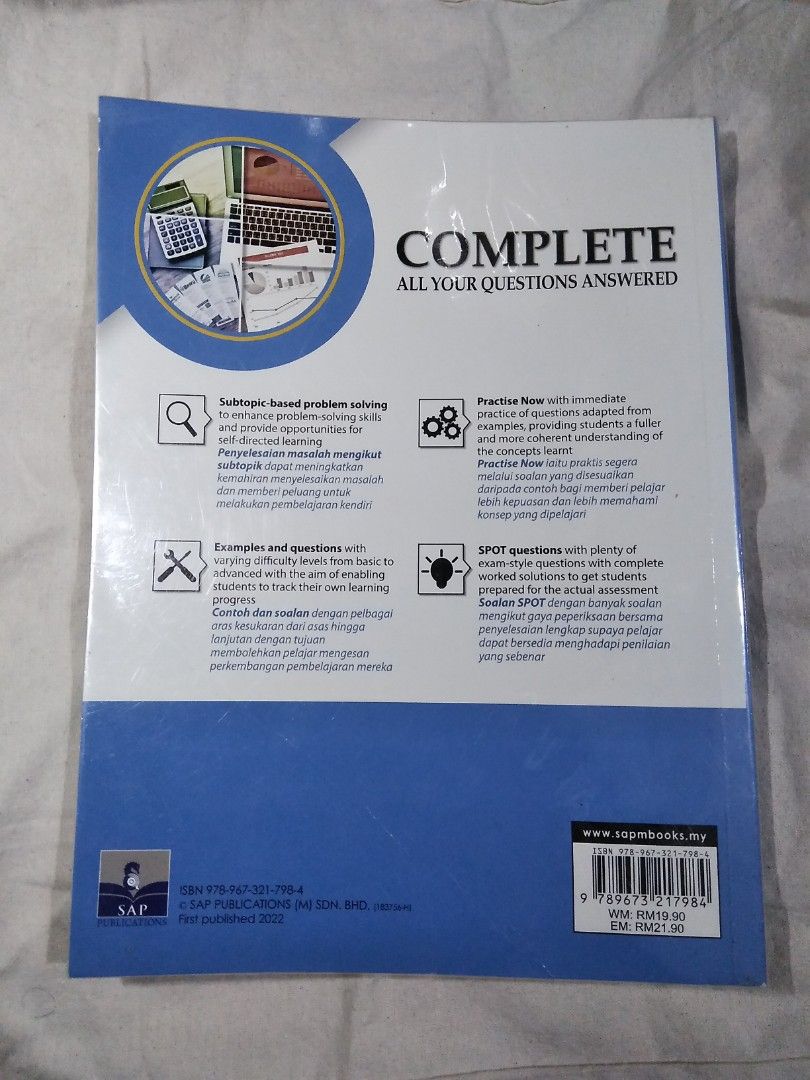 COMPLETE
ALL YOUR QUESTIONS ANSWERED
Subtopic-based problem solving
to enhance problem-solving skills
and provide opportunities for
self-directed learning
Penyelesaian masalah mengikut
subtopik dapat meningkatkan
kemahiran menyelesaikan masalah
dan memberi peluang untuk
melakukan pembelajaran kendiri
Practise Now with immediate
practice of questions adapted from
examples, providing students a fuller
and more coherent understanding of
the concepts learnt
Practise Now iaitu praktis segera
melalui soalan yang disesuaikan
daripada contoh bagi memberi pelajar
lebih kepuasan dan lebih memahami
konsep yang dipelajari
Examples and questions with
varying difficulty levels from basic to
advanced with the aim of enabling
students to track their own learning
progress
Contoh dan soalan dengan pelbagai
aras kesukaran dari asas hingga
lanjutan dengan tujuan
membolehkan pelajar mengesan
perkembangan pembelajaran mereka
SPOT questions with plenty of
exam-style questions with complete
worked solutions to get students
prepared for the actual assessment
Soalan SPOT dengan banyak soalan
mengikut gaya peperiksaan bersama
penyelesaian lengkap supaya pelajar
dapat bersedia menghadapi penilaian
yang sebenar
SAP
PUBLICATIONS
ISBN 978-967-321-798-4
© SAP PUBLICATIONS (M) SDN. BHD. (183756-H)
First published 2022
www.sapmbooks.my
ISBN 978-967-321-798-4
9 789673 217984
WM: RM19.90
EM: RM21.90